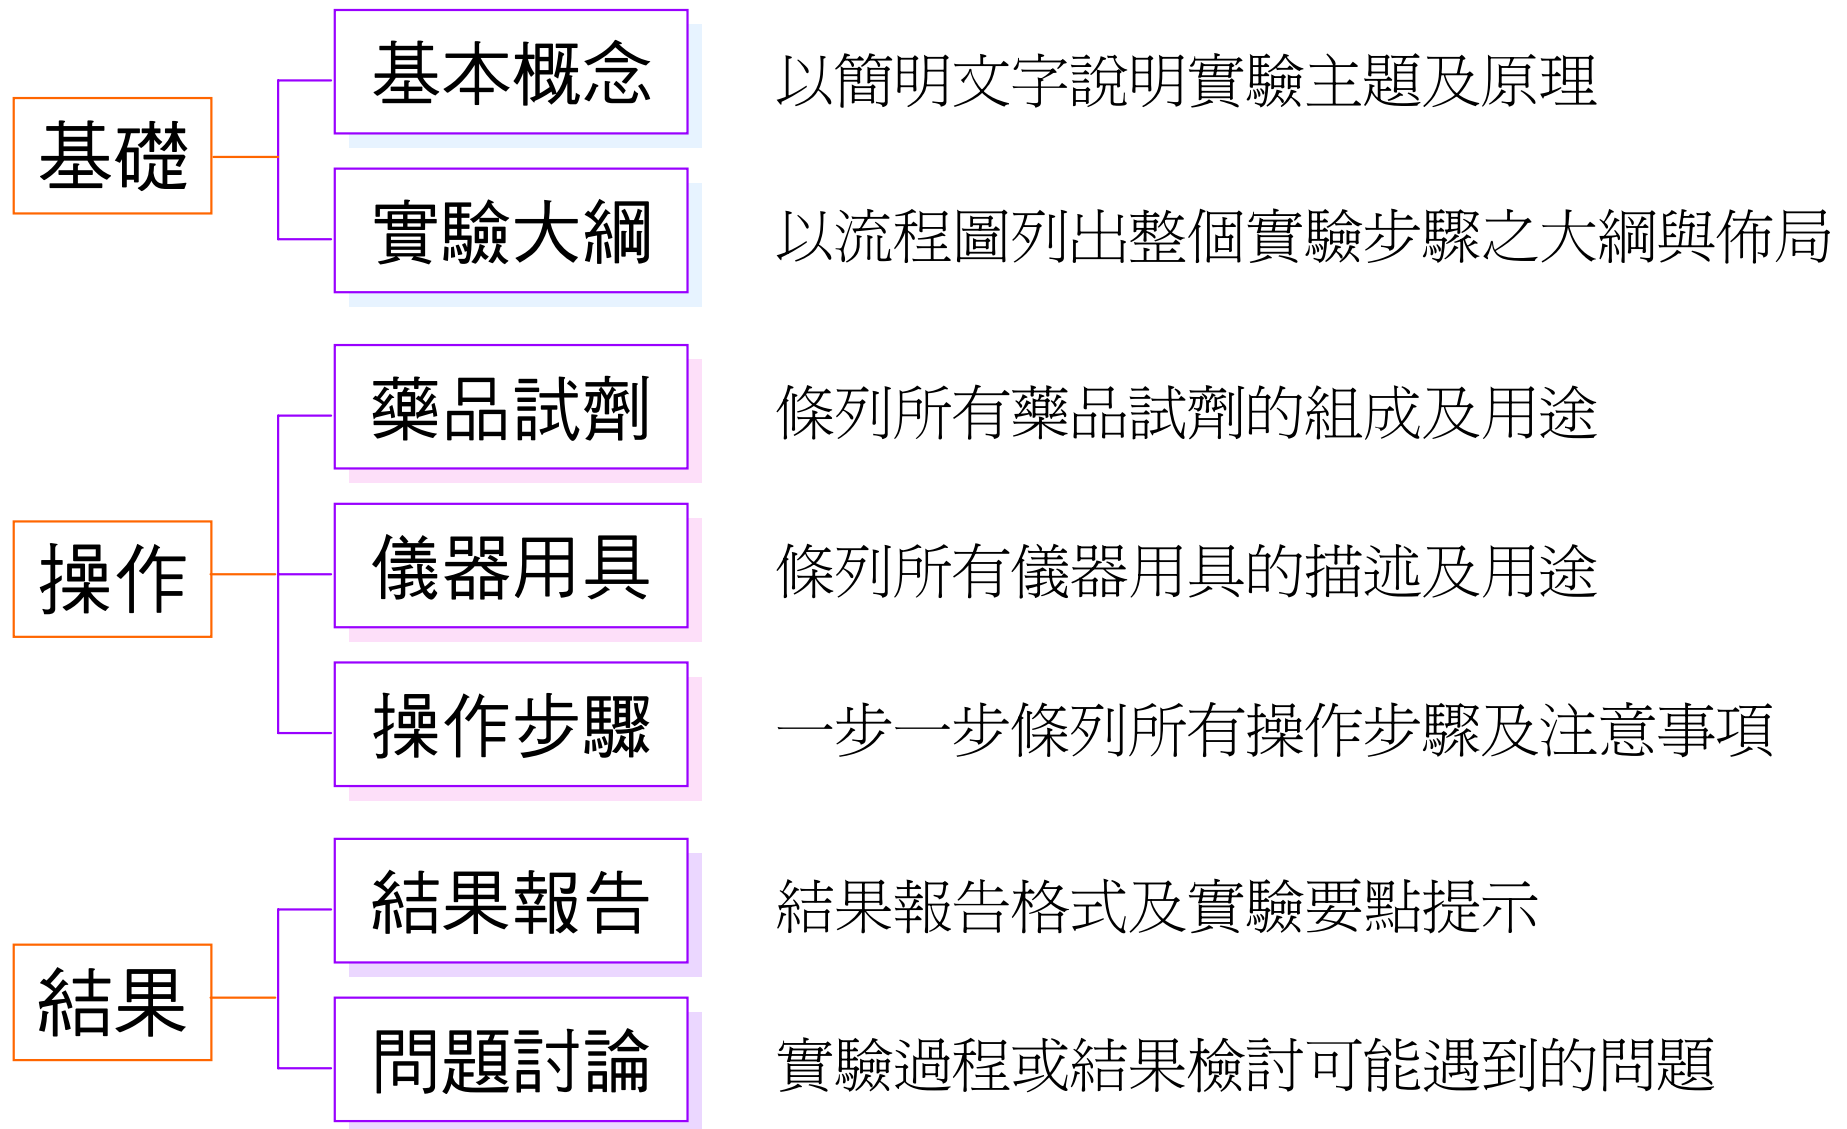 基礎
基本概念
以簡明文字說明實驗主題及原理
實驗大綱
以流程圖列出整個實驗步驟之大綱與佈局
操作
藥品試劑
條列所有藥品試劑的組成及用途
儀器用具
條列所有儀器用具的描述及用途
操作步驟
一步一步條列所有操作步驟及注意事項
結果
結果報告
結果報告格式及實驗要點提示
問題討論
實驗過程或結果檢討可能遇到的問題